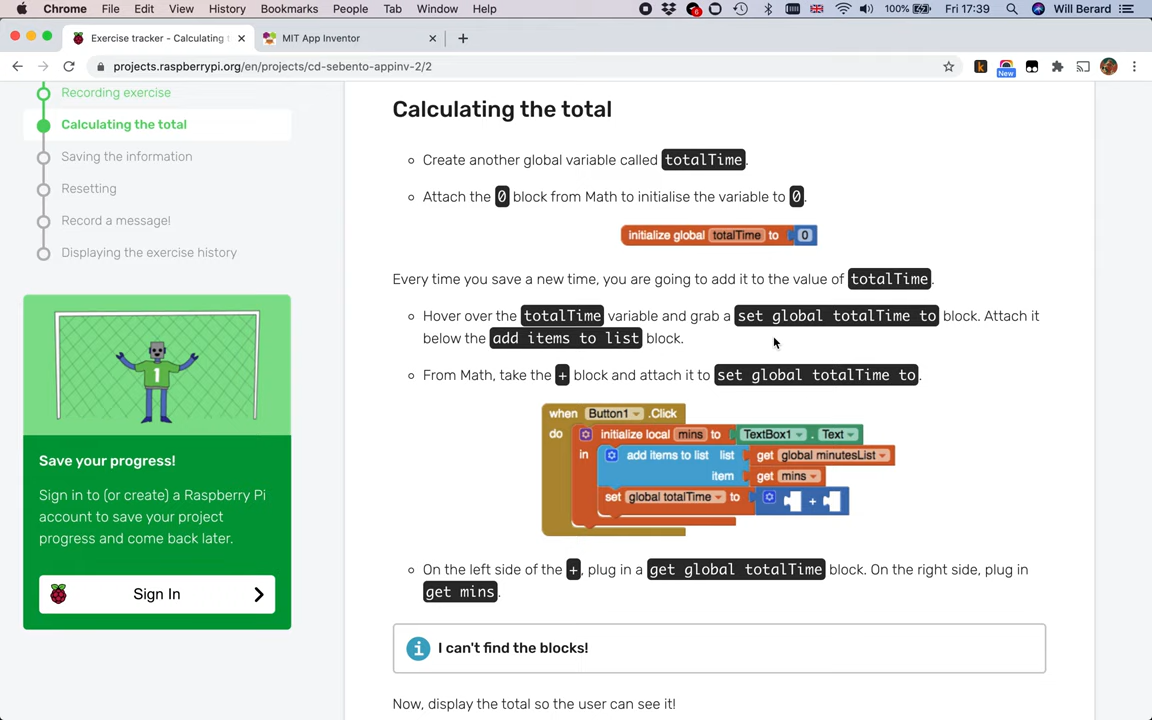 Chrome File Edit View History Bookmarks People Tab Window Help 100% Fri 17:39 Will Berard
Exercise tracker - Calculating t
MIT App Inventor
projects.raspberrypi.org/en/projects/cd-sebento-appinv-2/2
New
Recording exercise
Calculating the total
Saving the information
Resetting
Record a message!
Displaying the exercise history
1
Save your progress!
Sign in to (or create) a Raspberry Pi
account to save your project
progress and come back later.
Sign In
Calculating the total
Create another global variable called totalTime.
Attach the 0 block from Math to initialise the variable to 0.
initialize global totalTime to 0
Every time you save a new time, you are going to add it to the value of totalTime.
Hover over the totalTime variable and grab a set global totalTime to block. Attach it
below the add items to list block.
From Math, take the + block and attach it to set global totalTime to.
when Button1 .Click
do initialize local mins to TextBox1 . Text
in add items to list list get global minutesList
item get mins
set global totalTime to +
On the left side of the +, plug in a get global totalTime block. On the right side, plug in
get mins.
I can't find the blocks!
Now, display the total so the user can see it!